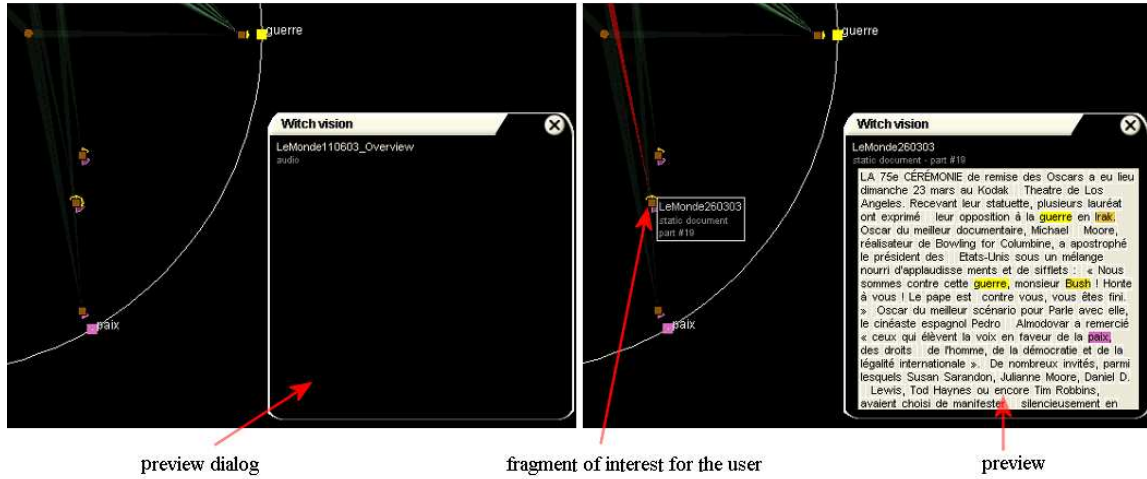 guerre
Witch vision
LeMonde110603_Overview
audio
paix
guerre
Witch vision
LeMonde260303
static document - part #19
LA 75e CÉRÉMONIE de remise des Oscars a eu lieu
dimanche 23 mars au Kodak Theatre de Los
Angeles. Recevant leur statuette, plusieurs lauréat
ont exprimé leur opposition à la guerre en Irak.
Oscar du meilleur documentaire, Michael Moore,
réalisateur de Bowling for Columbine, a apostrophé
le président des Etats-Unis sous un mélange
nourri d'applaudisse ments et de sifflets : « Nous
sommes contre cette guerre, monsieur Bush ! Honte
à vous ! Le pape est contre vous, vous êtes fini.
» Oscar du meilleur scénario pour Parle avec elle,
le cinéaste espagnol Pedro Almodovar a remercié
« ceux qui élèvent la voix en faveur de la paix,
des droits de l'homme, de la démocratie et de la
légalité internationale ». De nombreux invités, parmi
lesquels Susan Sarandon, Julianne Moore, Daniel D.
Lewis, Tod Haynes ou encore Tim Robbins,
avaient choisi de manifester silencieusement en
LeMonde260303
static document
part #19
paix
preview dialog
fragment of interest for the user
preview